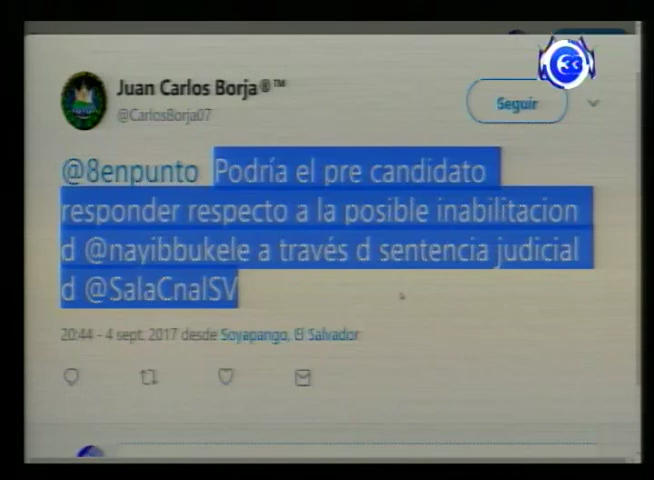 33
Juan Carlos Borja®™
@CarlosBorja07
Seguir
@8enpunto Podría el pre candidato
responder respecto a la posible inabilitacion
d @nayibbukele a través d sentencia judicial
d @SalaCnalSV
20:44 - 4 sept. 2017 desde Soyapango, El Salvador